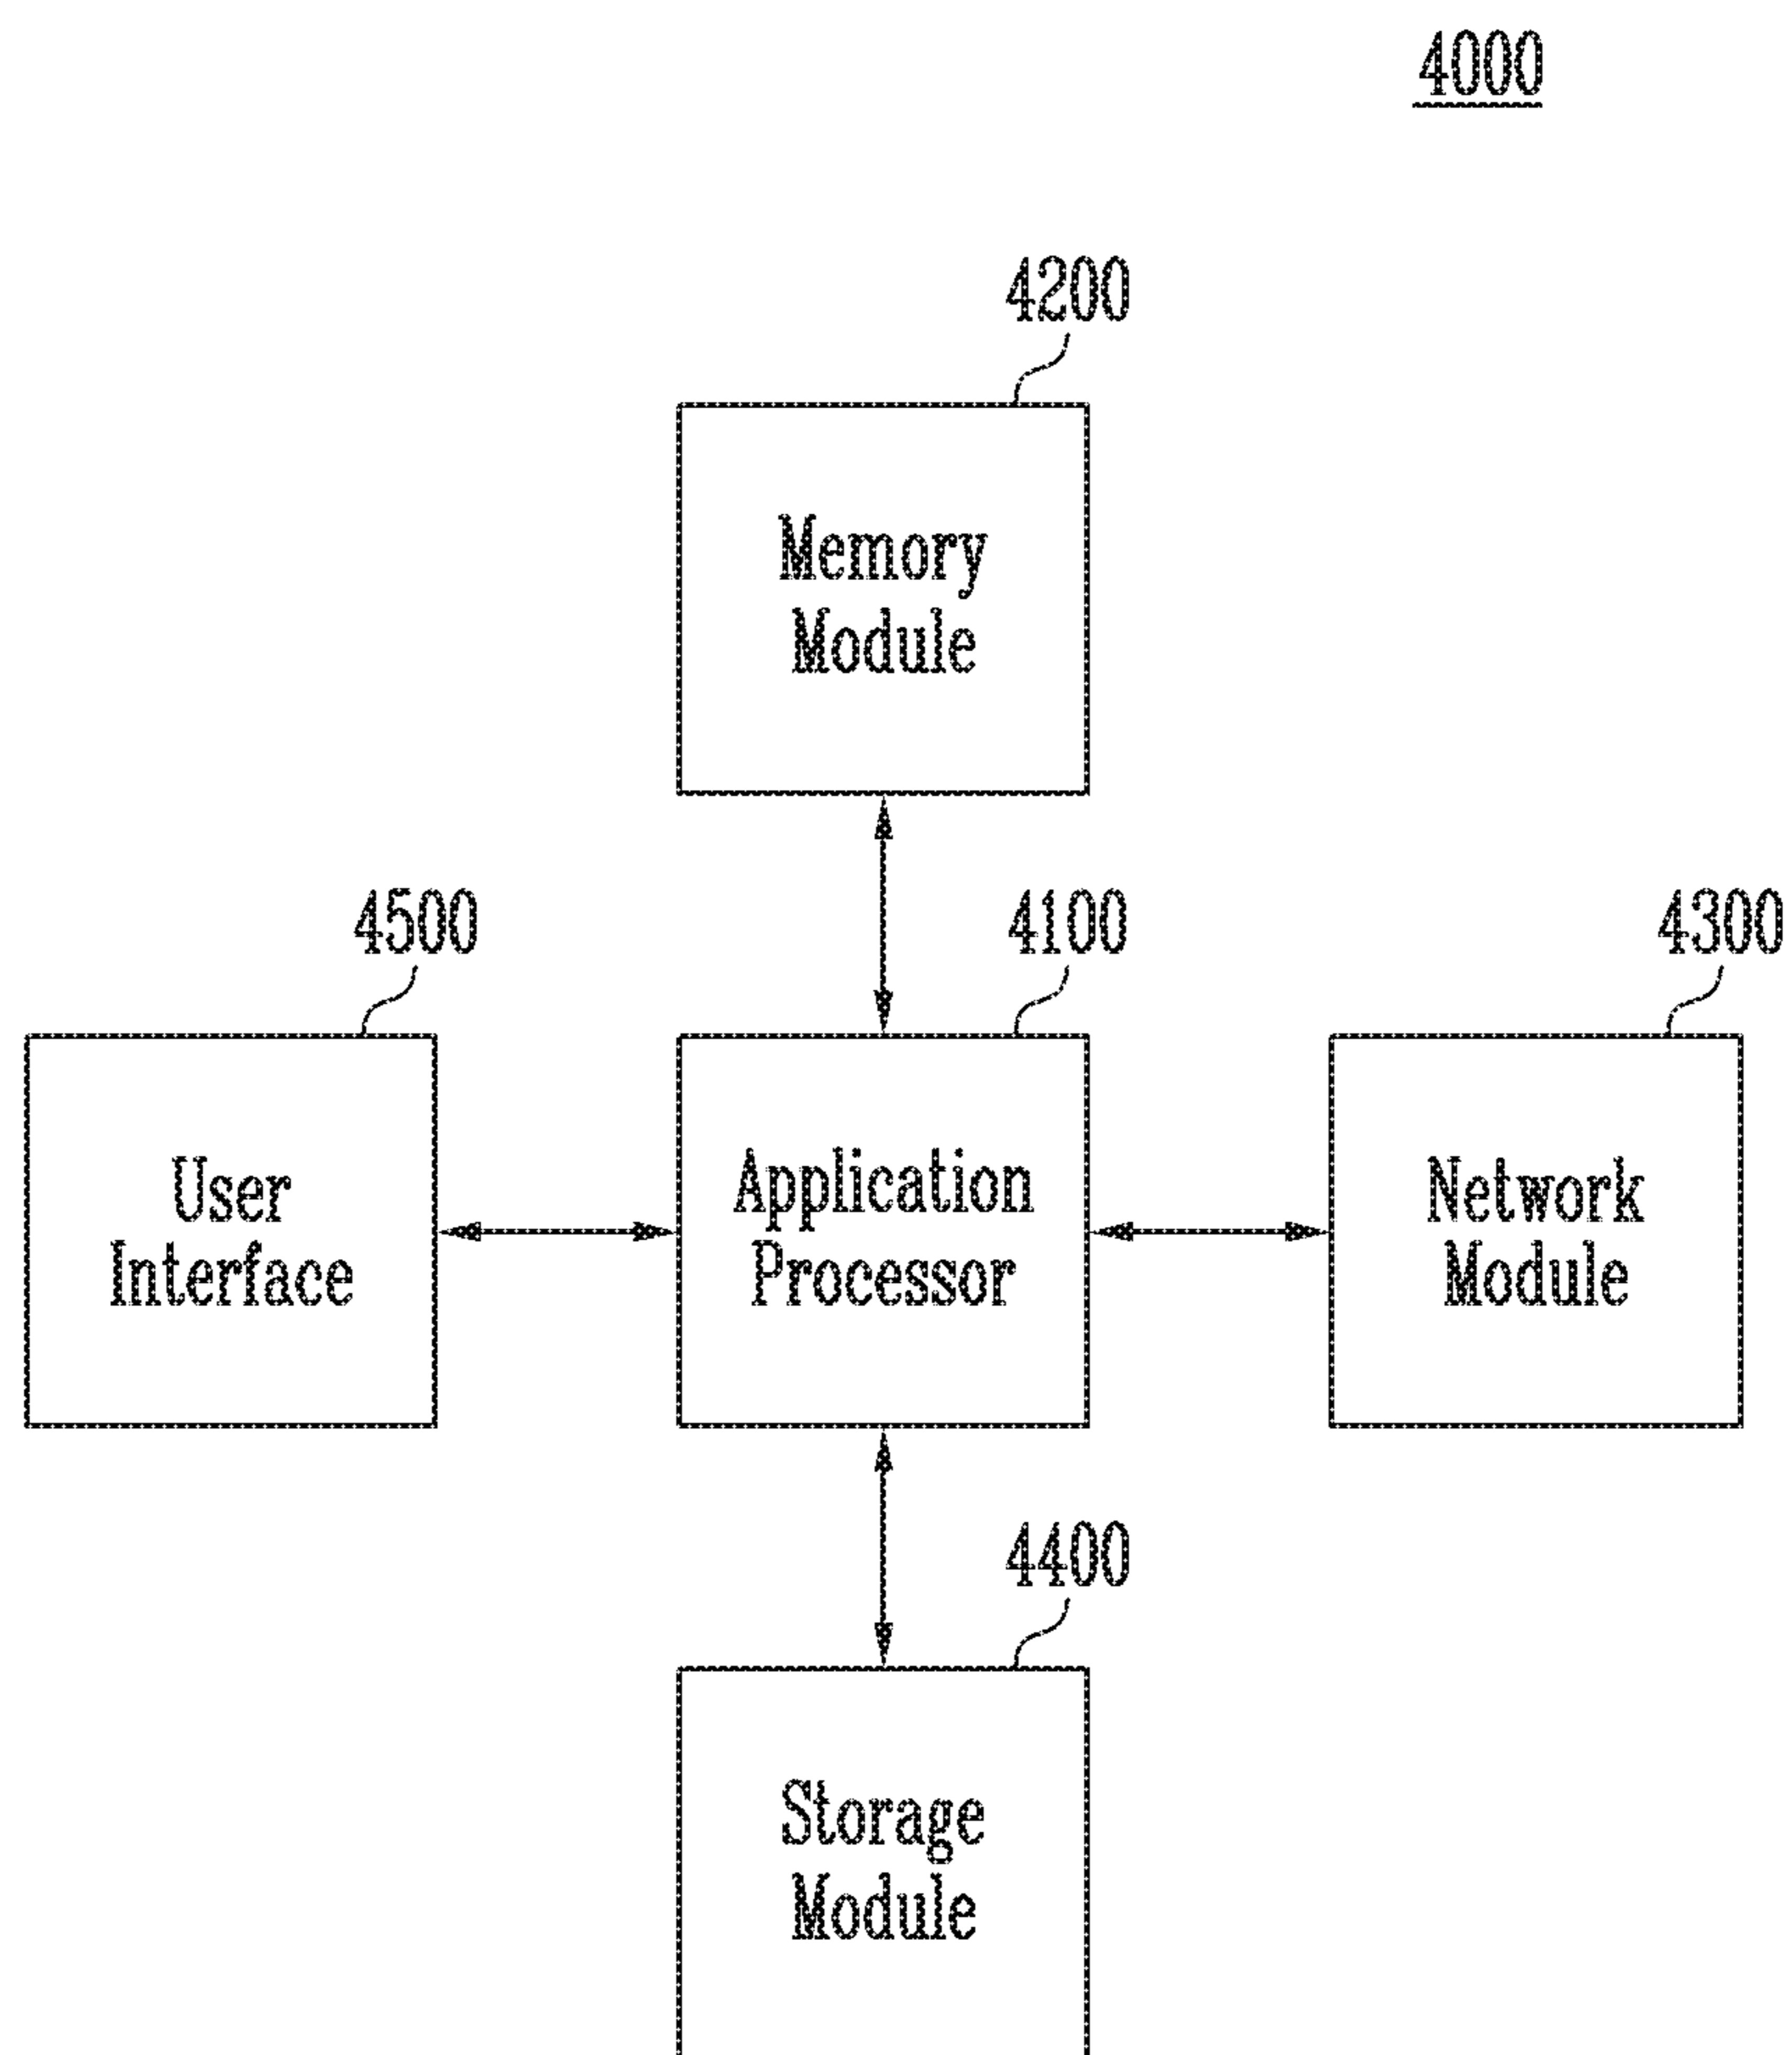 4000
4200
Memory
Module
4500
4100
4300
User
Interface
Application
Processor
Network
Module
4400
Storage
Module